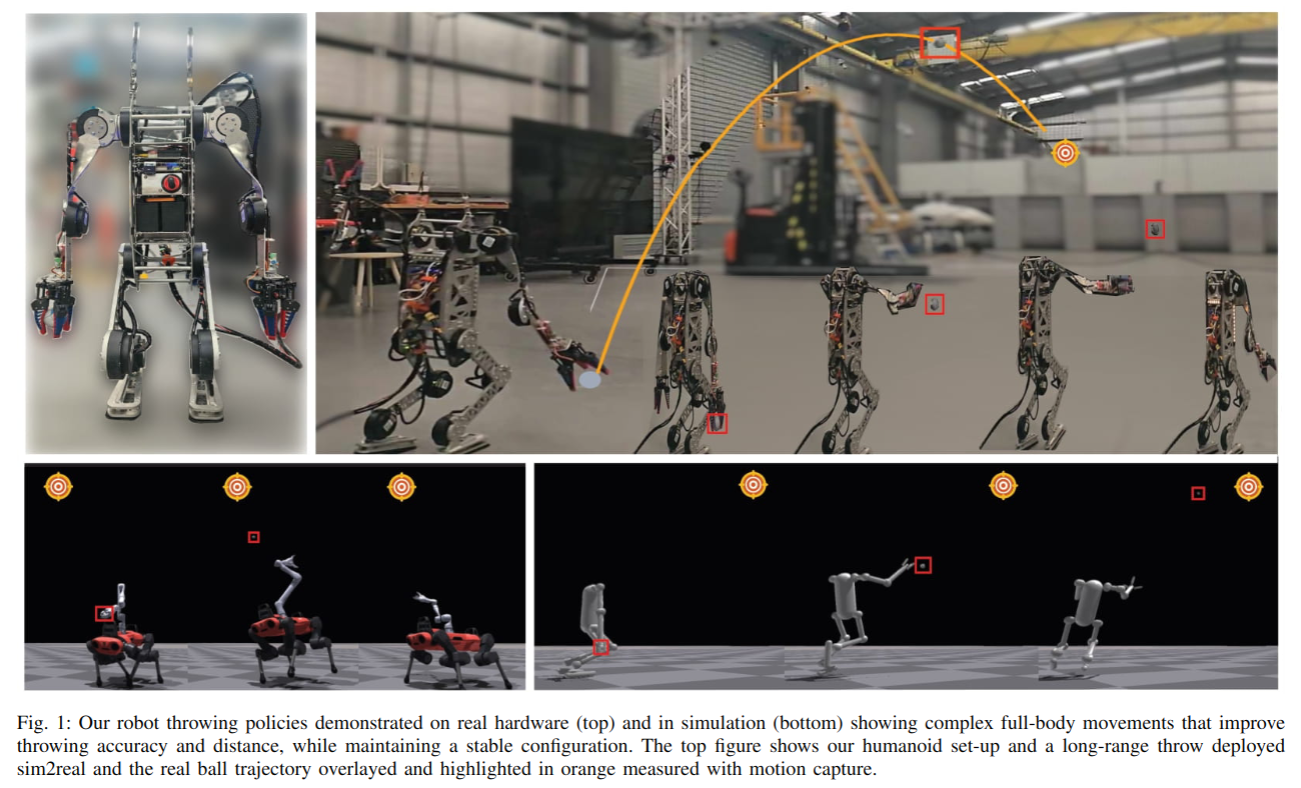 Fig. 1: Our robot throwing policies demonstrated on real hardware (top) and in simulation (bottom) showing complex full-body movements that improve
throwing accuracy and distance, while maintaining a stable configuration. The top figure shows our humanoid set-up and a long-range throw deployed
sim2real and the real ball trajectory overlayed and highlighted in orange measured with motion capture.